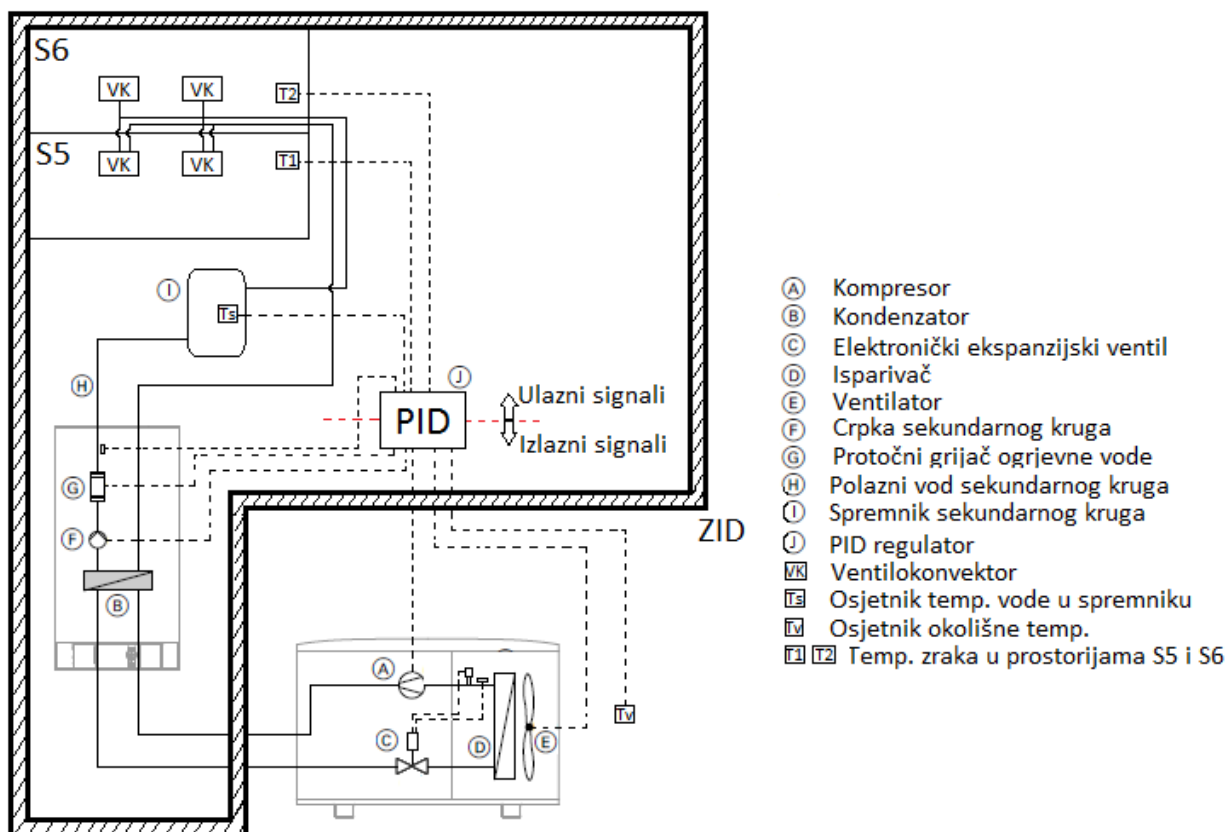 S6
VK
VK
T2
S5
VK
VK
T1
I
Ts
H
J
PID
Ulazni signali
Izlazni signali
G
F
B
ZID
A
C
D
E
Tv
A Kompresor
B Kondenzator
C Elektronički ekspanzijski ventil
D Isparivač
E Ventilator
F Crpka sekundarnog kruga
G Protočni grijač ogrjevne vode
H Polazni vod sekundarnog kruga
I Spremnik sekundarnog kruga
J PID regulator
VK Ventilokonvektor
Ts Osjetnik temp. vode u spremniku
Tv Osjetnik okolišne temp.
T1 T2 Temp. zraka u prostorijama S5 i S6